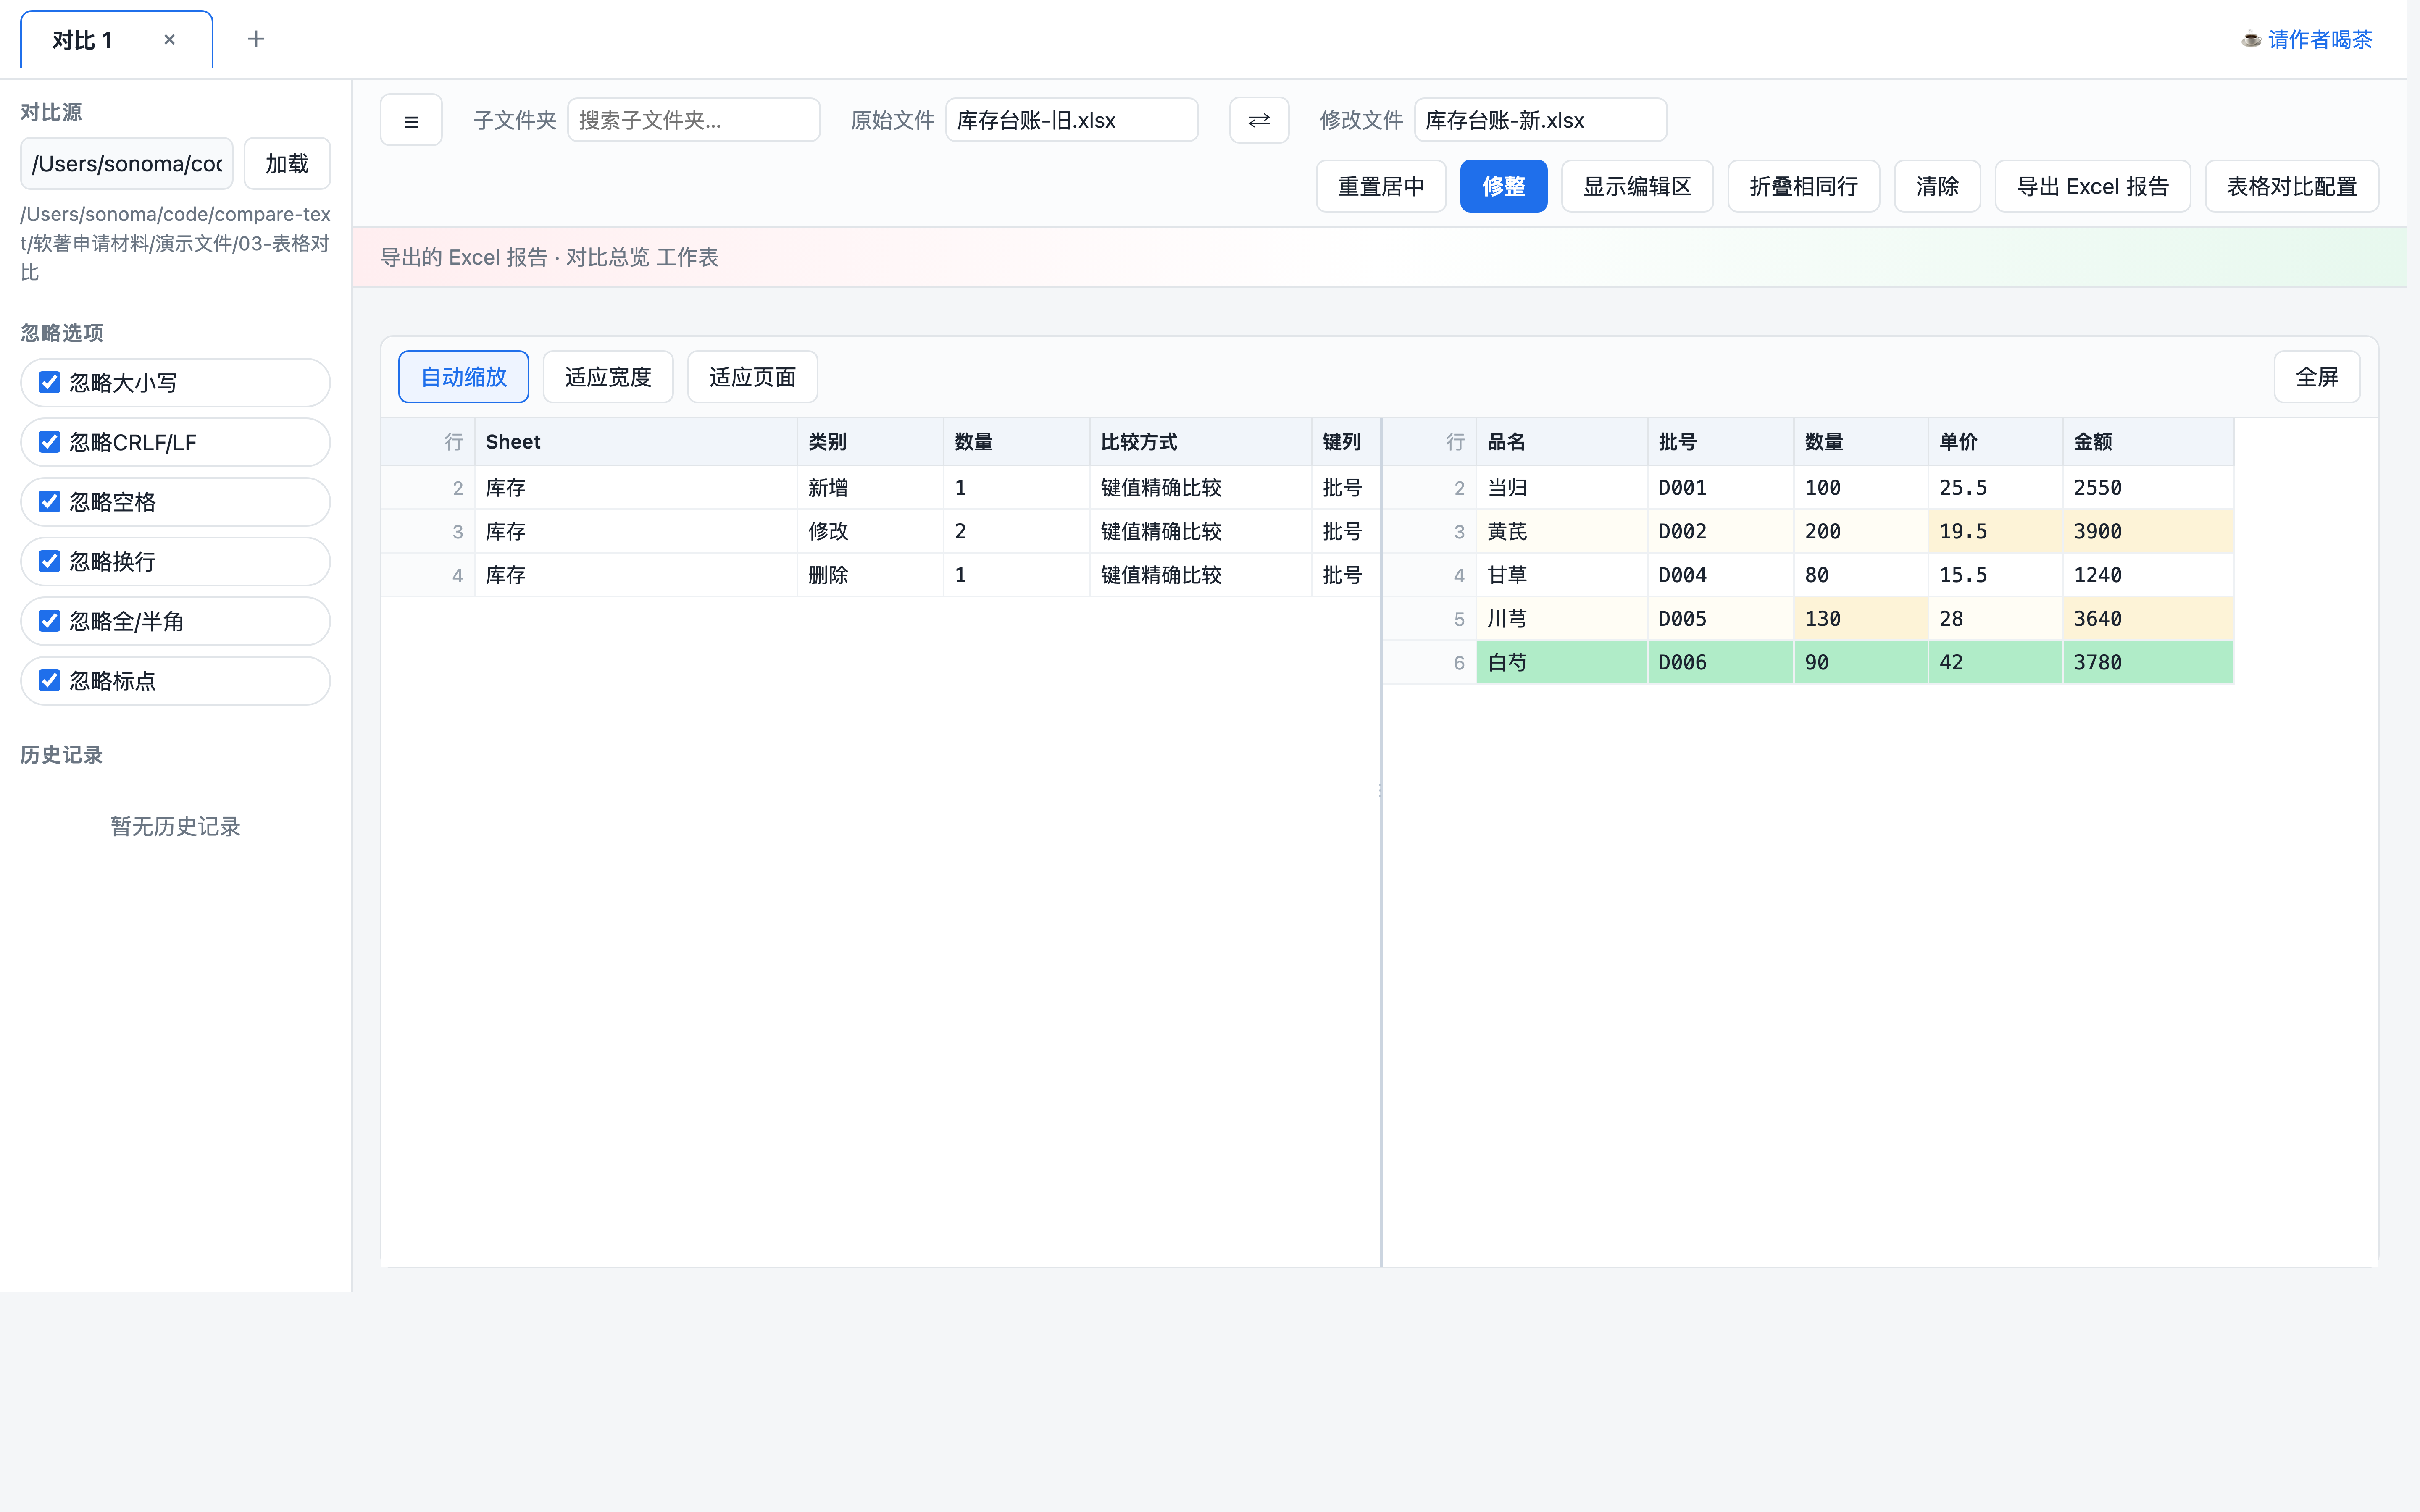 对比 1 × +
☕ 请作者喝茶
对比源
/Users/sonoma/coc 加载
/Users/sonoma/code/compare-tex
t/软著申请材料/演示文件/03-表格对
比
忽略选项
忽略大小写
忽略CRLF/LF
忽略空格
忽略换行
忽略全/半角
忽略标点
历史记录
暂无历史记录
≡ 子文件夹 搜索子文件夹... 原始文件 库存台账-旧.xlsx ⇄ 修改文件 库存台账-新.xlsx
重置居中 修整 显示编辑区 折叠相同行 清除 导出 Excel 报告 表格对比配置
导出的 Excel 报告 · 对比总览 工作表
自动缩放 适应宽度 适应页面 全屏
行 Sheet 类别 数量 比较方式 键列
2 库存 新增 1 键值精确比较 批号
3 库存 修改 2 键值精确比较 批号
4 库存 删除 1 键值精确比较 批号
行 品名 批号 数量 单价 金额
2 当归 D001 100 25.5 2550
3 黄芪 D002 200 19.5 3900
4 甘草 D004 80 15.5 1240
5 川芎 D005 130 28 3640
6 白芍 D006 90 42 3780